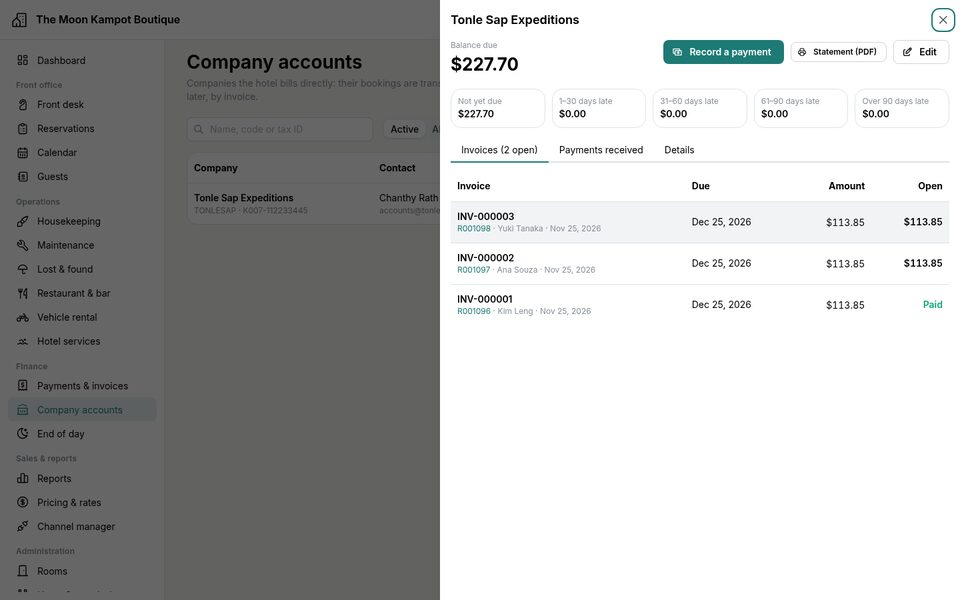 The Moon Kampot Boutique
Dashboard
Front office
Front desk
Reservations
Calendar
Guests
Operations
Housekeeping
Maintenance
Lost & found
Restaurant & bar
Vehicle rental
Hotel services
Finance
Payments & invoices
Company accounts
End of day
Sales & reports
Reports
Pricing & rates
Channel manager
Administration
Rooms
Company accounts
Companies the hotel bills directly: their bookings are
later, by invoice.
Name, code or tax ID
Active
Company Contact
Tonle Sap Expeditions Chanthy Rath
TONLESAP · K007-112233445
Tonle Sap Expeditions
Balance due
$227.70
Record a payment Statement (PDF) Edit
Not yet due 1–30 days late 31–60 days late 61–90 days late Over 90 days late
$227.70 $0.00 $0.00 $0.00 $0.00
Invoices (2 open) Payments received Details
Invoice Due Amount Open
INV-000003 Dec 25, 2026 $113.85 $113.85
R001098 · Yuki Tanaka · Nov 25, 2026
INV-000002 Dec 25, 2026 $113.85 $113.85
R001097 · Ana Souza · Nov 25, 2026
INV-000001 Dec 25, 2026 $113.85 Paid
R001096 · Kim Leng · Nov 25, 2026